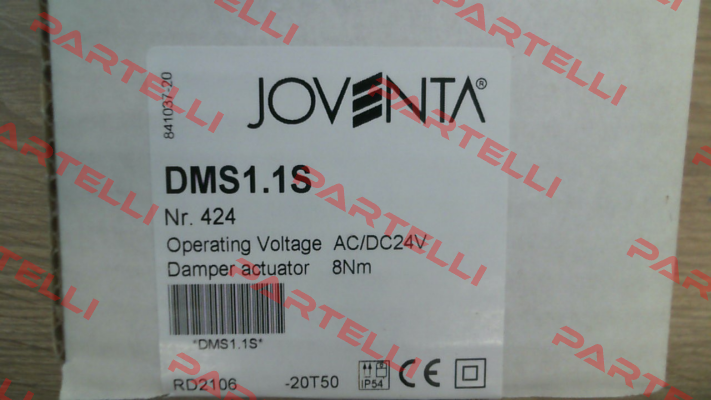 841037-20
JOVENTA®
DMS1.1S
Nr. 424
Operating Voltage AC/DC24V
Damper actuator 8Nm
*DMS1.1S*
RD2106 -20T50 IP54 CE
PARTELLI
PARTELLI
PARTELLI
PARTELLI
PARTELLI
PARTELLI
PARTELLI
PARTELLI